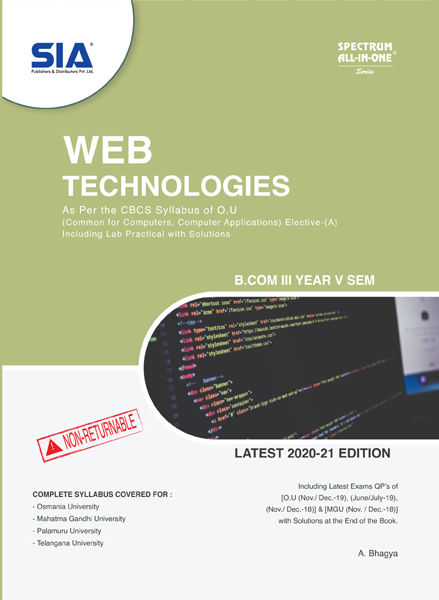 SIA®
Publishers & Distributors Pvt. Ltd.
SPECTRUM
ALL-IN-ONE®
Series
WEB
TECHNOLOGIES
As Per the CBCS Syllabus of O.U
(Common for Computers, Computer Applications) Elective-(A)
Including Lab Practical with Solutions
B.COM III YEAR V SEM
NON-RETURNABLE
LATEST 2020-21 EDITION
COMPLETE SYLLABUS COVERED FOR :
- Osmania University
- Mahatma Gandhi University
- Palamuru University
- Telangana University
Including Latest Exams QP's of
[O.U (Nov./ Dec.-19), (June/July-19),
(Nov./ Dec.-18)] & [MGU (Nov. / Dec.-18)]
with Solutions at the End of the Book.
A. Bhagya